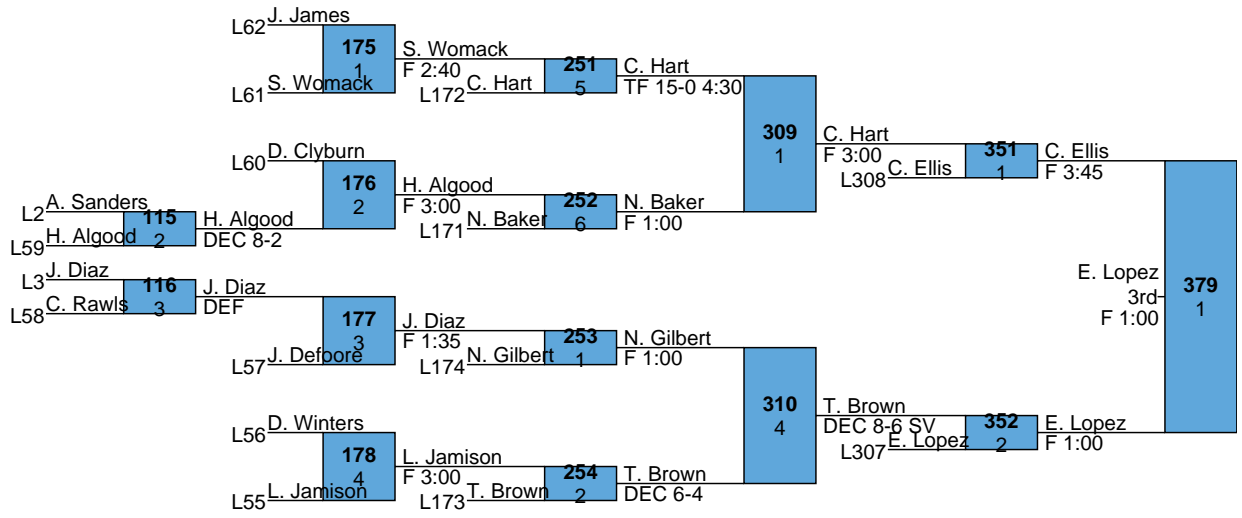 L62 J. James
175
1
L61 S. Womack
S. Womack
F 2:40
L172 C. Hart
251
5
C. Hart
TF 15-0 4:30
L60 D. Clyburn
176
2
L2 A. Sanders
115
2
L59 H. Algood
H. Algood
DEC 8-2
H. Algood
F 3:00
L171 N. Baker
252
6
N. Baker
F 1:00
309
1
C. Hart
F 3:00
L308 C. Ellis
351
1
C. Ellis
F 3:45
L3 J. Diaz
116
3
L58 C. Rawls
J. Diaz
DEF
177
3
L57 J. Defoore
J. Diaz
F 1:35
L174 N. Gilbert
253
1
N. Gilbert
F 1:00
L56 D. Winters
178
4
L55 L. Jamison
L. Jamison
F 3:00
L173 T. Brown
254
2
T. Brown
DEC 6-4
310
4
T. Brown
DEC 8-6 SV
L307 E. Lopez
352
2
E. Lopez
F 1:00
379
1
E. Lopez
3rd
F 1:00